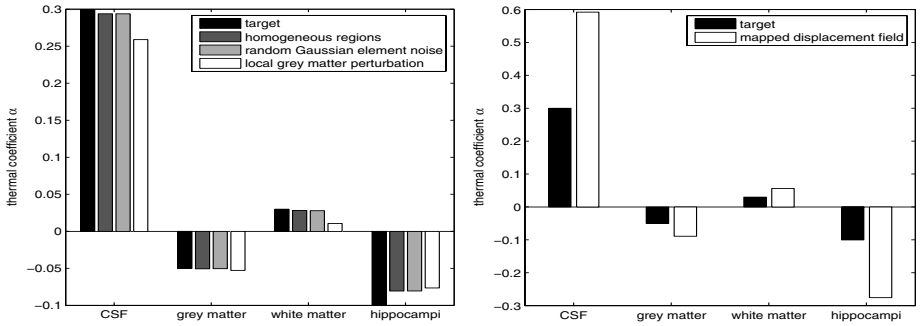 thermal coefficient α
0.3
0.25
0.2
0.15
0.1
0.05
0
−0.05
−0.1
target
homogeneous regions
random Gaussian element noise
local grey matter perturbation
CSF
grey matter
white matter
hippocampi
thermal coefficient α
0.6
0.5
0.4
0.3
0.2
0.1
0
−0.1
−0.2
−0.3
target
mapped displacement field
CSF
grey matter
white matter
hippocampi